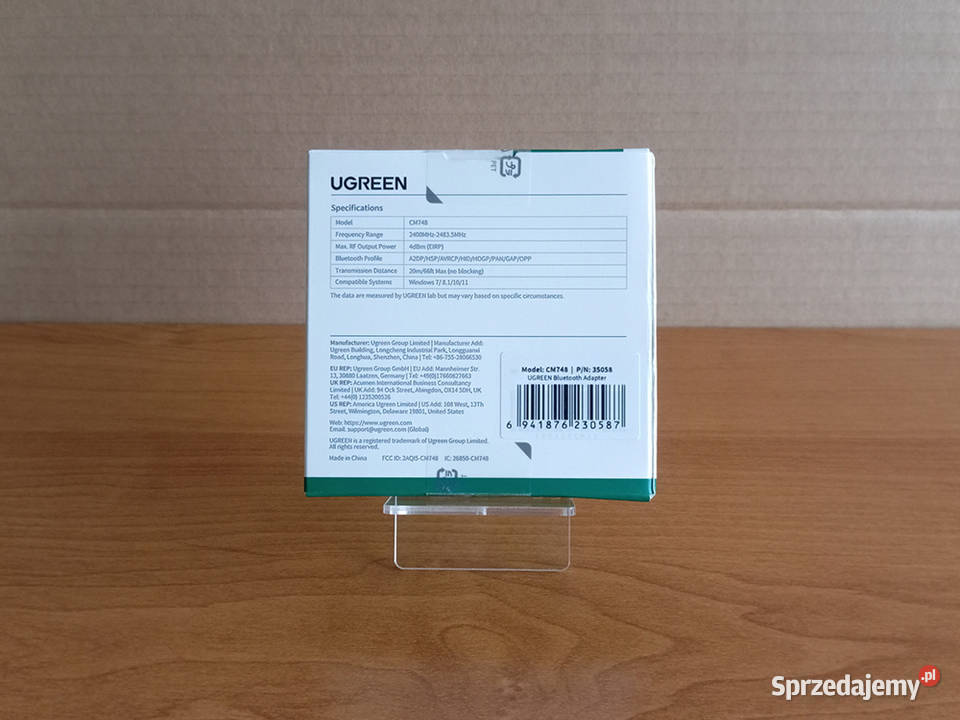 PET
UGREEN
Specifications
Model CM748
Frequency Range 2400MHz-2483.5MHz
Max. RF Output Power 4dBm (EIRP)
Bluetooth Profile A2DP/HSP/AVRCP/HID/HOGP/PAN/GAP/OPP
Transmission Distance 20m/66ft Max (no blocking)
Compatible Systems Windows 7/ 8.1/10/11
The data are measured by UGREEN lab but may vary based on specific circumstances.
Manufacturer: Ugreen Group Limited | Manufacturer Add:
Ugreen Building, Longcheng Industrial Park, Longguanxi
Road, Longhua, Shenzhen, China | Tel: +86-755-28066530
EU REP: Ugreen Group GmbH | EU Add: Mannheimer Str.
13, 30880 Laatzen, Germany | Tel: +49(0)17660627663
UK REP: Acumen International Business Consultancy
Limited | UK Add: 94 Ock Street, Abingdon, OX14 5DH, UK
Tel: +44(0) 1235200536
US REP: America Ugreen Limited | US Add: 108 West, 13Th
Street, Wilmington, Delaware 19801, United States
Web: https://www.ugreen.com
Email: support@ugreen.com (Global)
UGREEN is a registered trademark of Ugreen Group Limited.
All rights reserved.
Made in China FCC ID: 2AQI5-CM748 IC: 26850-CM748
Model: CM748 | P/N: 35058
UGREEN Bluetooth Adapter
6 941876 230587
Sprzedajemy.pl